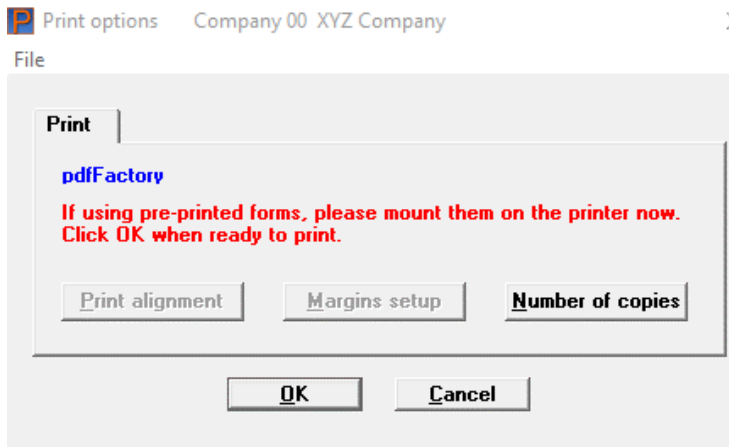 Print options Company 00 XYZ Company
File
Print
pdfFactory
If using pre-printed forms, please mount them on the printer now.
Click OK when ready to print.
Print alignment Margins setup Number of copies
OK Cancel